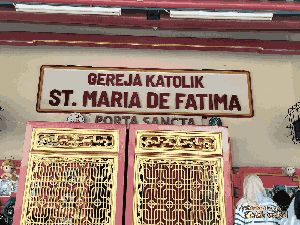 GEREJA KATOLIK
ST. MARIA DE FATIMA
PORTA SANCTA